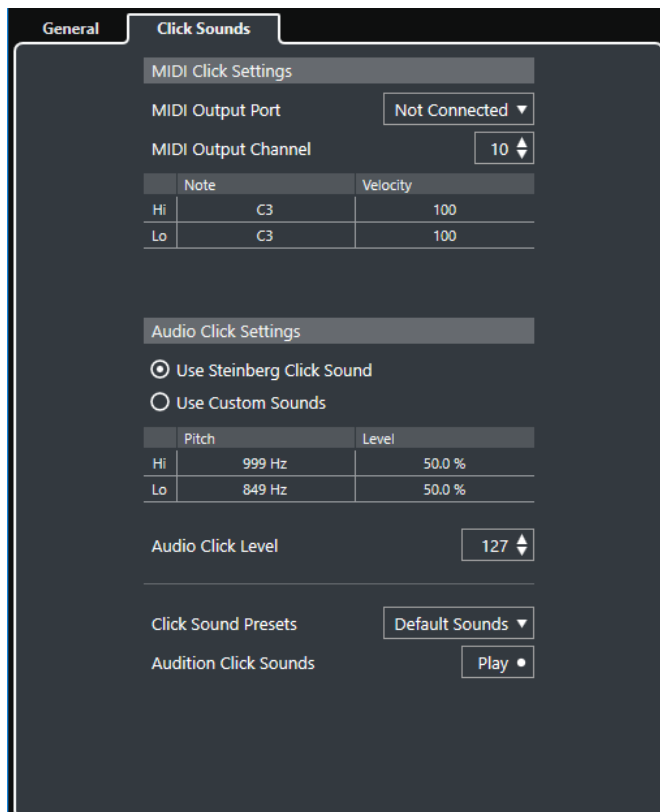 General Click Sounds
MIDI Click Settings
MIDI Output Port Not Connected
MIDI Output Channel 10
Note Velocity
Hi C3 100
Lo C3 100
Audio Click Settings
Use Steinberg Click Sound
Use Custom Sounds
Pitch Level
Hi 999 Hz 50.0 %
Lo 849 Hz 50.0 %
Audio Click Level 127
Click Sound Presets Default Sounds
Audition Click Sounds Play